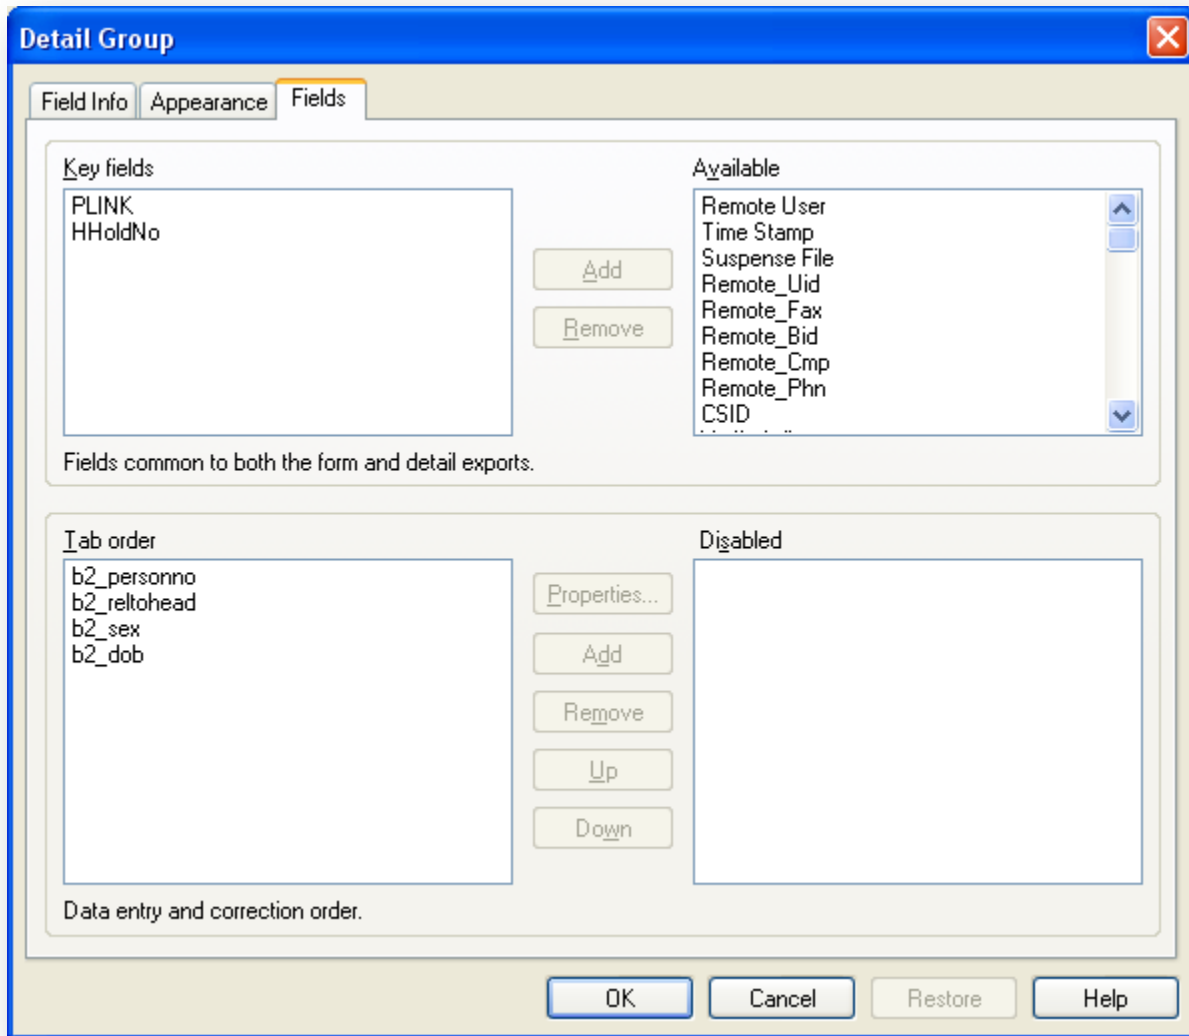 Detail Group
Field Info
Appearance
Fields
Key fields
PLINK
HHoldNo
Add
Remove
Available
Remote User
Time Stamp
Suspense File
Remote_Uid
Remote_Fax
Remote_Bid
Remote_Cmp
Remote_Phn
CSID
Fields common to both the form and detail exports.
Tab order
b2_personno
b2_reltohead
b2_sex
b2_dob
Properties...
Add
Remove
Up
Down
Disabled
Data entry and correction order.
OK
Cancel
Restore
Help